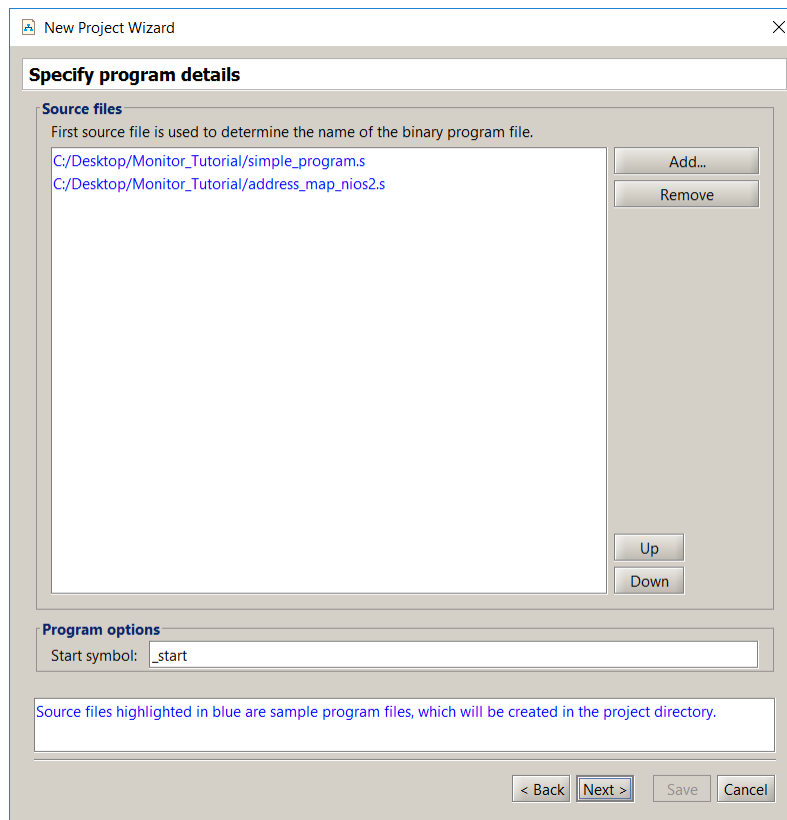 New Project Wizard
Specify program details
Source files
First source file is used to determine the name of the binary program file.
C:/Desktop/Monitor_Tutorial/simple_program.s
C:/Desktop/Monitor_Tutorial/address_map_nios2.s
Add...
Remove
Up
Down
Program options
Start symbol: _start
Source files highlighted in blue are sample program files, which will be created in the project directory.
< Back Next > Save Cancel